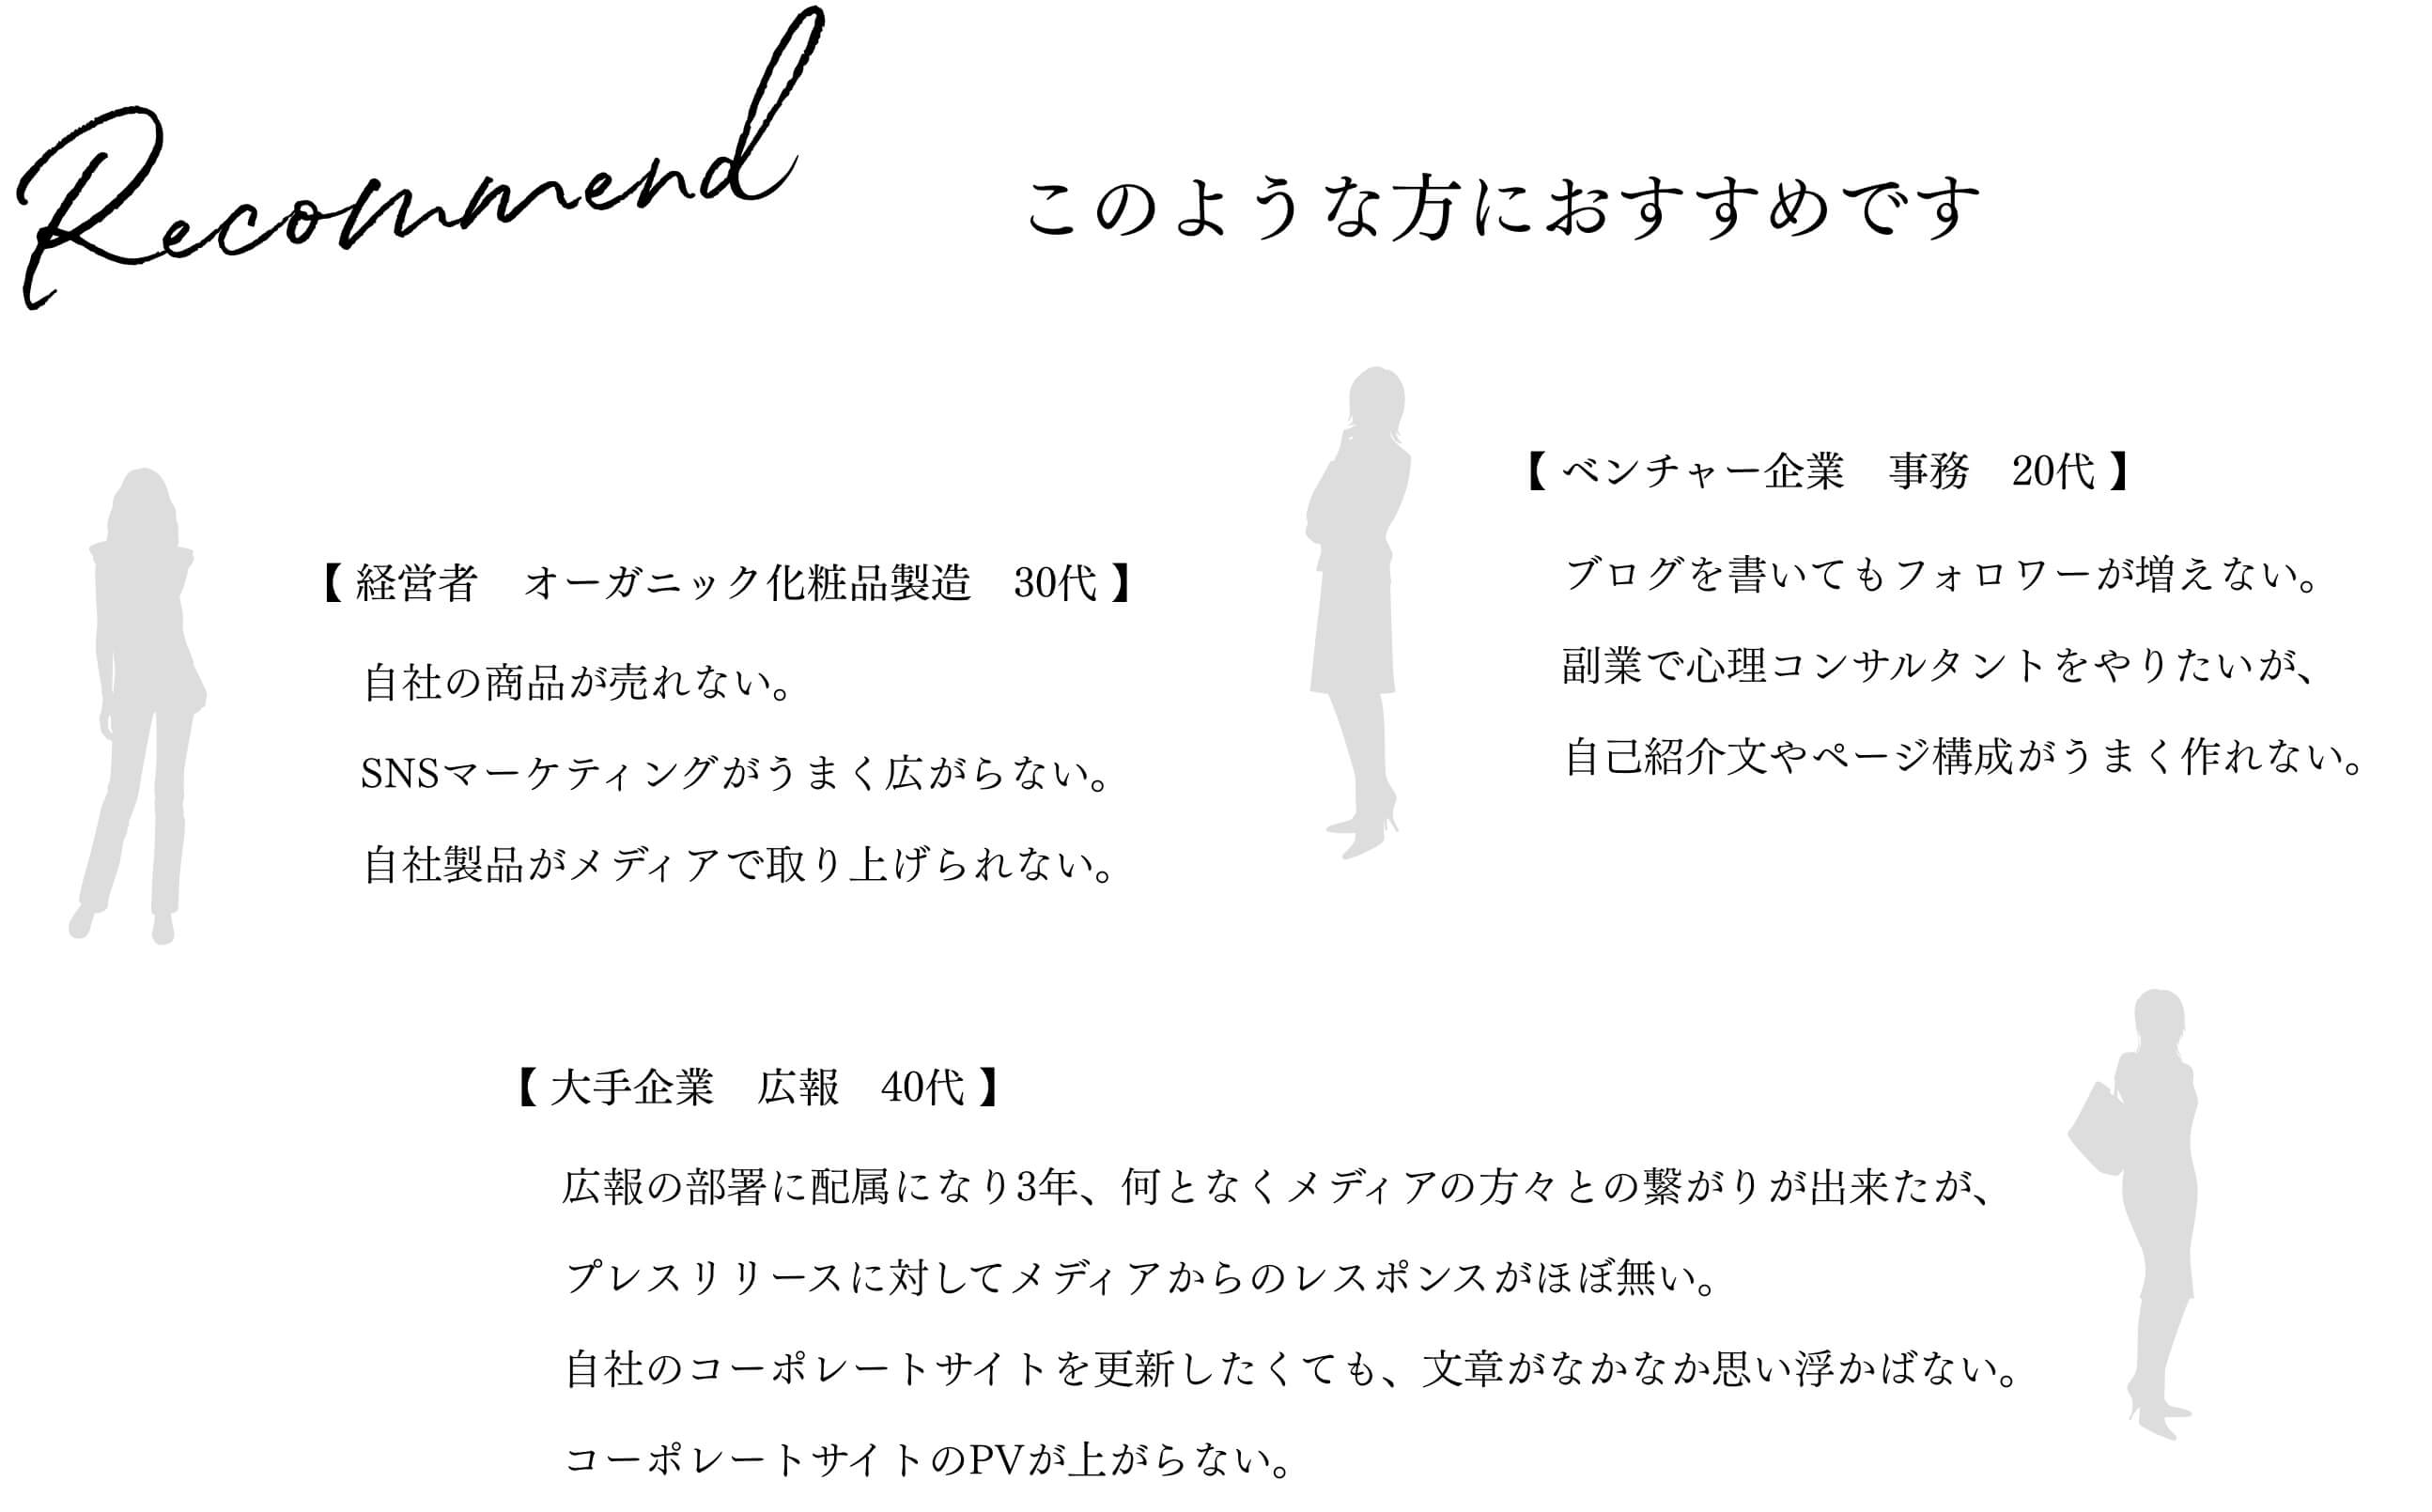 Recommend
このような方におすすめです
【 経営者　オーガニック化粧品製造　30代 】
自社の商品が売れない。
SNSマーケティングがうまく広がらない。
自社製品がメディアで取り上げられない。
【 ベンチャー企業　事務　20代 】
ブログを書いてもフォロワーが増えない。
副業で心理コンサルタントをやりたいが、
自己紹介文やページ構成がうまく作れない。
【 大手企業　広報　40代 】
広報の部署に配属になり3年、何となくメディアの方々との繋がりが出来たが、
プレスリリースに対してメディアからのレスポンスがほぼ無い。
自社のコーポレートサイトを更新したくても、文章がなかなか思い浮かばない。
コーポレートサイトのPVが上がらない。